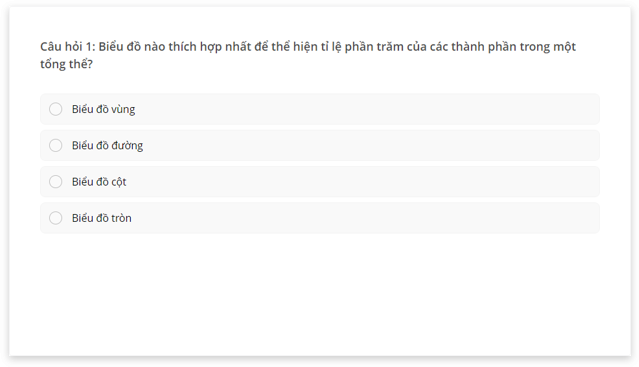 Câu hỏi 1: Biểu đồ nào thích hợp nhất để thể hiện tỉ lệ phần trăm của các thành phần trong một
tổng thể?
Biểu đồ vùng
Biểu đồ đường
Biểu đồ cột
Biểu đồ tròn